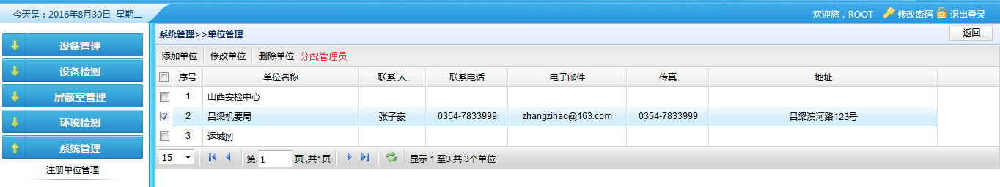 今天是：2016年8月30日 星期二
欢迎您，ROOT 修改密码 退出登录
设备管理
设备检测
屏蔽室管理
环境检测
系统管理
注册单位管理
系统管理>>单位管理 返回
添加单位 修改单位 删除单位 分配管理员
序号 单位名称 联系 人 联系电话 电子邮件 传真 地址
1 山西安检中心
2 吕梁机要局 张子豪 0354-7833999 zhangzihao@163.com 0354-7833999 吕梁滨河路123号
3 运城jyj
15 第 1 页 ,共1页 显示 1 至3,共 3个单位